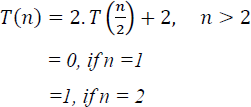 T(n) = 2.T(n/2) + 2, n > 2
= 0, if n =1
=1, if n = 2